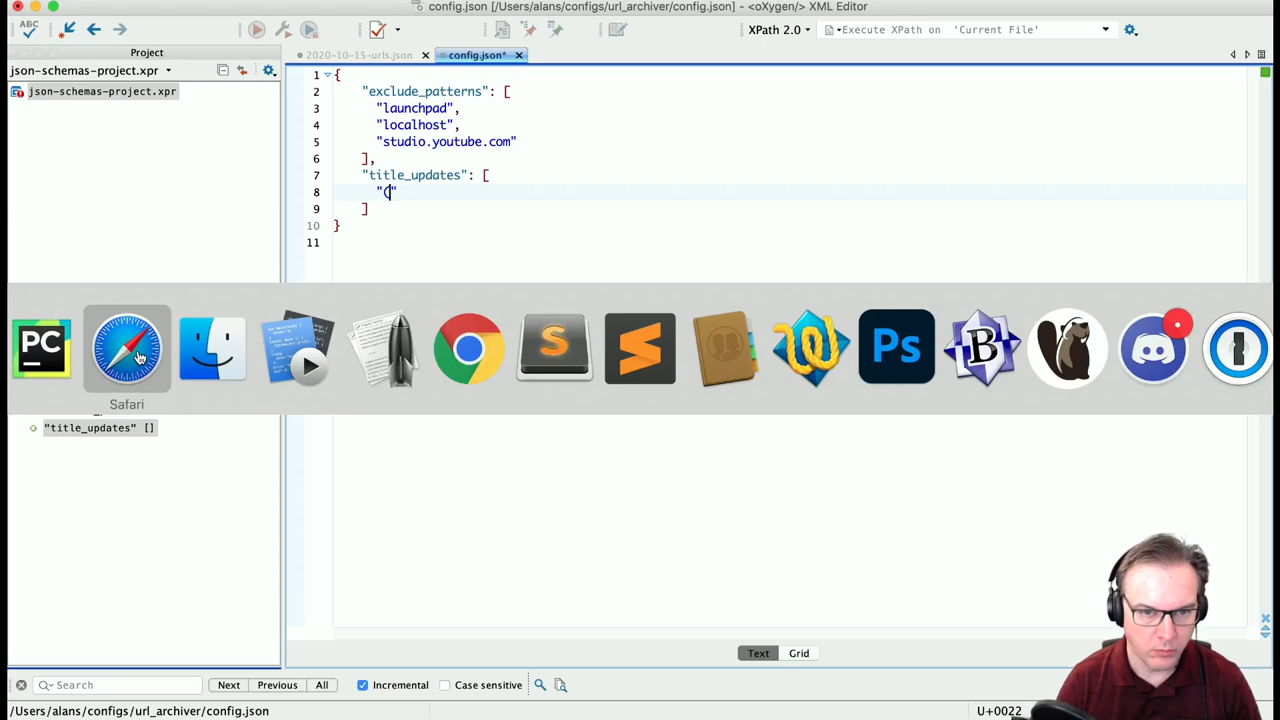 config.json [/Users/alans/configs/url_archiver/config.json] - <oXygen/> XML Editor
ABC
XPath 2.0
Execute XPath on 'Current File'
Project
2020-10-15-urls.json
config.json*
json-schemas-project.xpr
json-schemas-project.xpr
1 {
2 "exclude_patterns": [
3 "launchpad",
4 "localhost",
5 "studio.youtube.com"
6 ],
7 "title_updates": [
8 "("
9 ]
10 }
11
PC
S
Ps
B
Safari
"title_updates" []
Text
Grid
Search
Next
Previous
All
Incremental
Case sensitive
/Users/alans/configs/url_archiver/config.json
U+0022